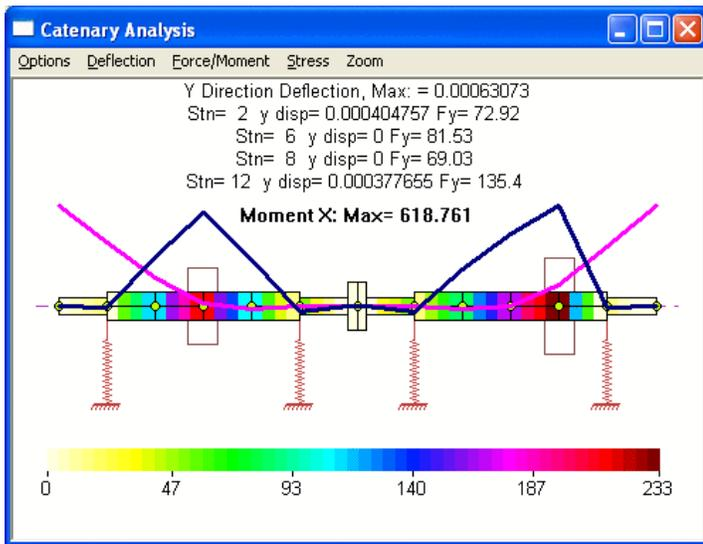 Catenary Analysis
Options Deflection Force/Moment Stress Zoom
Y Direction Deflection, Max: = 0.00063073
Stn= 2 y disp= 0.000404757 Fy= 72.92
Stn= 6 y disp= 0 Fy= 81.53
Stn= 8 y disp= 0 Fy= 69.03
Stn= 12 y disp= 0.000377655 Fy= 135.4
Moment X: Max= 618.761
0 47 93 140 187 233